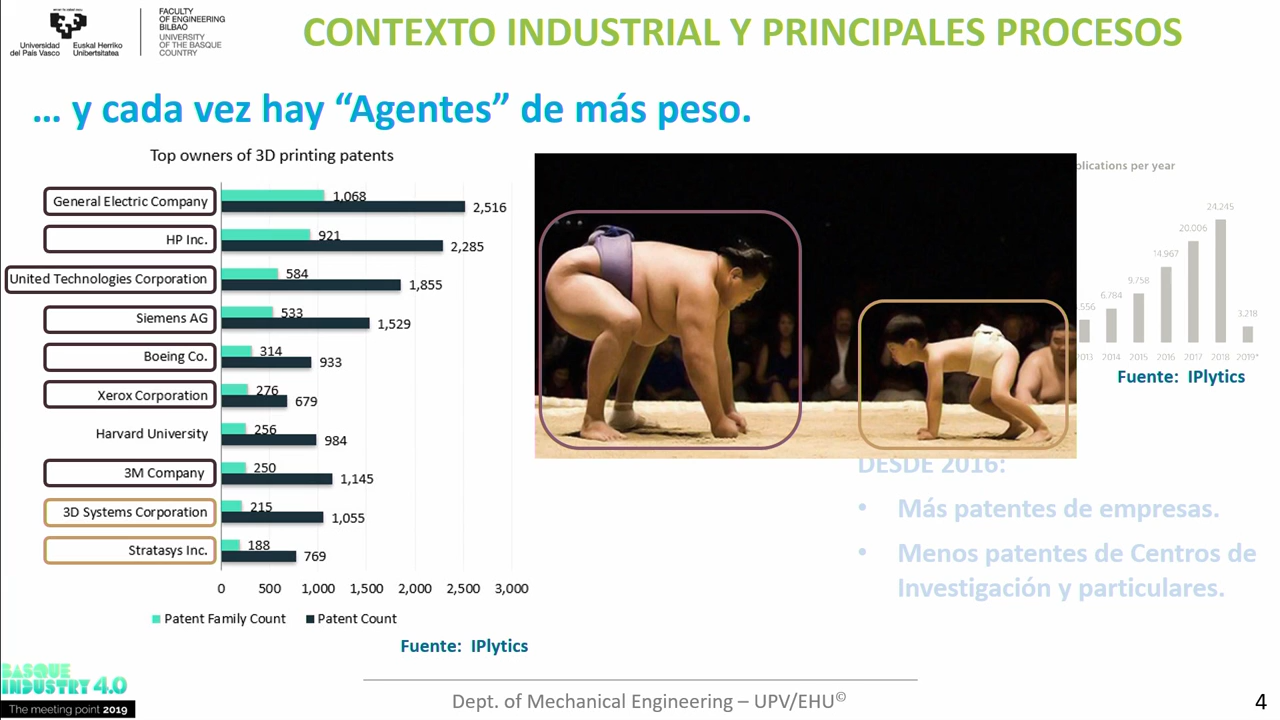 Universidad del País Vasco
Euskal Herriko Unibertsitatea
FACULTY
OF ENGINEERING
BILBAO
UNIVERSITY
OF THE BASQUE
COUNTRY
CONTEXTO INDUSTRIAL Y PRINCIPALES PROCESOS
… y cada vez hay “Agentes” de más peso.
Top owners of 3D printing patents
General Electric Company 1,068 2,516
HP Inc. 921 2,285
United Technologies Corporation 584 1,855
Siemens AG 533 1,529
Boeing Co. 314 933
Xerox Corporation 276 679
Harvard University 256 984
3M Company 250 1,145
3D Systems Corporation 215 1,055
Stratasys Inc. 188 769
0 500 1,000 1,500 2,000 2,500 3,000
Patent Family Count Patent Count
Fuente: IPlytics
per year
6.784 9.758 14.967 20.006 24.245 3.218
2014 2015 2016 2017 2018 2019*
Fuente: IPlytics
DESDE 2016:
• Más patentes de empresas.
• Menos patentes de Centros de
Investigación y particulares.
BASQUE
INDUSTRY 4.0
The meeting point 2019
Dept. of Mechanical Engineering – UPV/EHU©
4